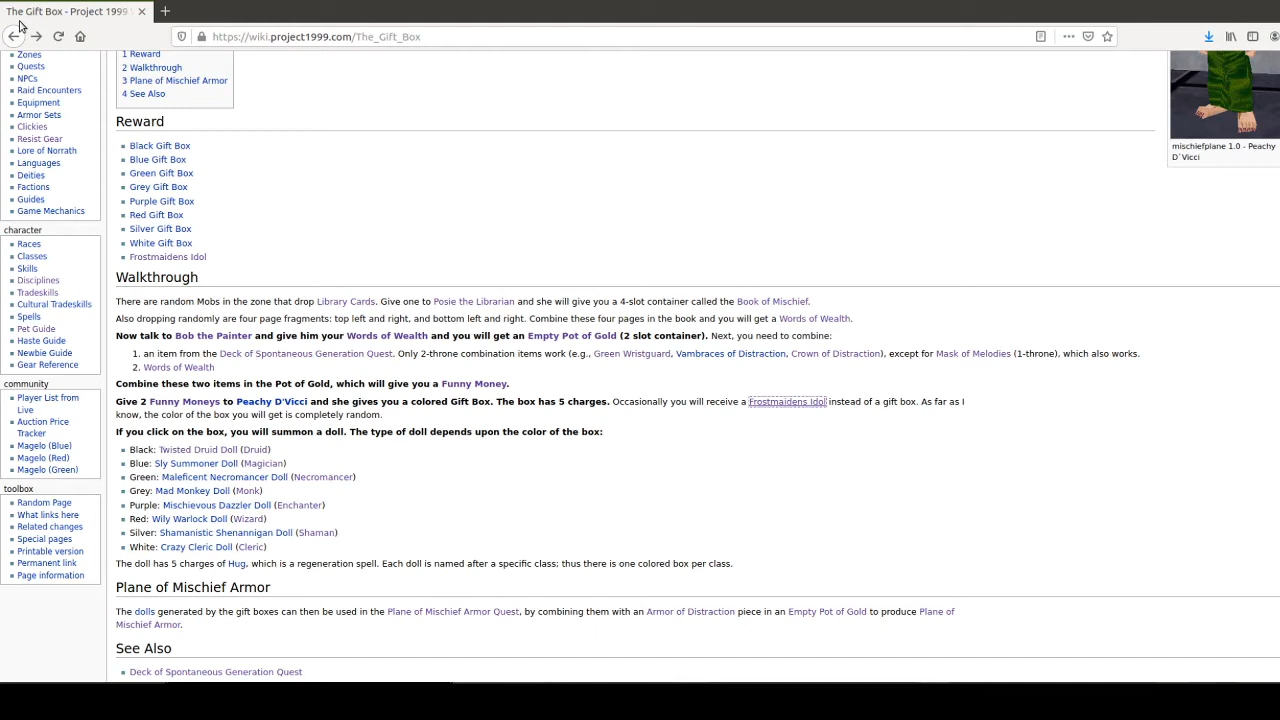 The Gift Box - Project 1999
https://wiki.project1999.com/The_Gift_Box
Zones
Quests
NPCs
Raid Encounters
Equipment
Armor Sets
Clickies
Resist Gear
Lore of Norrath
Languages
Deities
Factions
Guides
Game Mechanics
character
Races
Classes
Skills
Disciplines
Tradeskills
Cultural Tradeskills
Spells
Pet Guide
Haste Guide
Newbie Guide
Gear Reference
community
Player List from
Live
Auction Price
Tracker
Magelo (Blue)
Magelo (Red)
Magelo (Green)
toolbox
Random Page
What links here
Related changes
Special pages
Printable version
Permanent link
Page information
1 Reward
2 Walkthrough
3 Plane of Mischief Armor
4 See Also
Reward
Black Gift Box
Blue Gift Box
Green Gift Box
Grey Gift Box
Purple Gift Box
Red Gift Box
Silver Gift Box
White Gift Box
Frostmaidens Idol
mischiefplane 1.0 - Peachy
D`Vicci
Walkthrough
There are random Mobs in the zone that drop Library Cards. Give one to Posie the Librarian and she will give you a 4-slot container called the Book of Mischief.
Also dropping randomly are four page fragments: top left and right, and bottom left and right. Combine these four pages in the book and you will get a Words of Wealth.
Now talk to Bob the Painter and give him your Words of Wealth and you will get an Empty Pot of Gold (2 slot container). Next, you need to combine:
1. an item from the Deck of Spontaneous Generation Quest. Only 2-throne combination items work (e.g., Green Wristguard, Vambraces of Distraction, Crown of Distraction), except for Mask of Melodies (1-throne), which also works.
2. Words of Wealth
Combine these two items in the Pot of Gold, which will give you a Funny Money.
Give 2 Funny Moneys to Peachy D'Vicci and she gives you a colored Gift Box. The box has 5 charges. Occasionally you will receive a Frostmaidens Idol instead of a gift box. As far as I
know, the color of the box you will get is completely random.
If you click on the box, you will summon a doll. The type of doll depends upon the color of the box:
Black: Twisted Druid Doll (Druid)
Blue: Sly Summoner Doll (Magician)
Green: Maleficent Necromancer Doll (Necromancer)
Grey: Mad Monkey Doll (Monk)
Purple: Mischievous Dazzler Doll (Enchanter)
Red: Wily Warlock Doll (Wizard)
Silver: Shamanistic Shennanigan Doll (Shaman)
White: Crazy Cleric Doll (Cleric)
The doll has 5 charges of Hug, which is a regeneration spell. Each doll is named after a specific class; thus there is one colored box per class.
Plane of Mischief Armor
The dolls generated by the gift boxes can then be used in the Plane of Mischief Armor Quest, by combining them with an Armor of Distraction piece in an Empty Pot of Gold to produce Plane of
Mischief Armor.
See Also
Deck of Spontaneous Generation Quest